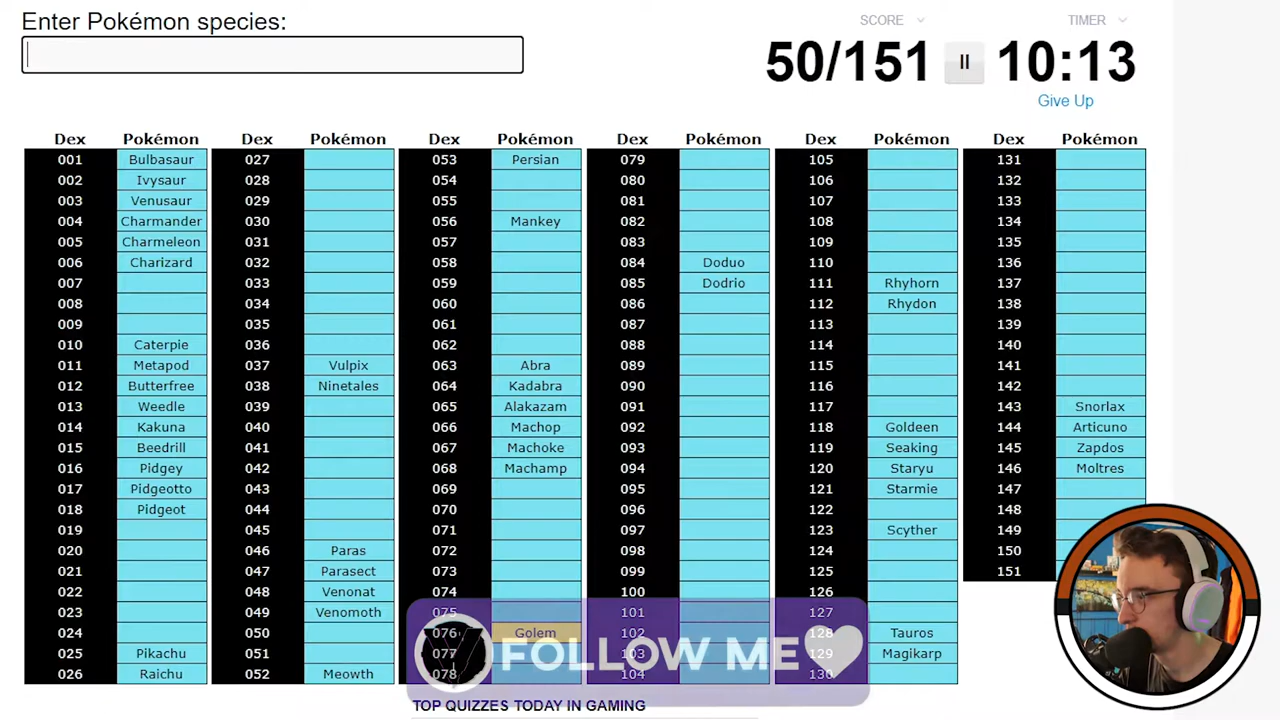 Enter Pokémon species:
SCORE
TIMER
50/151
10:13
Give Up
Dex Pokémon Dex Pokémon Dex Pokémon Dex Pokémon Dex Pokémon Dex Pokémon
001 Bulbasaur 027 053 Persian 079 105 131
002 Ivysaur 028 054 080 106 132
003 Venusaur 029 055 081 107 133
004 Charmander 030 056 Mankey 082 108 134
005 Charmeleon 031 057 083 109 135
006 Charizard 032 058 084 Doduo 110 136
007 033 059 085 Dodrio 111 Rhyhorn 137
008 034 060 086 112 Rhydon 138
009 035 061 087 113 139
010 Caterpie 036 062 088 114 140
011 Metapod 037 Vulpix 063 Abra 089 115 141
012 Butterfree 038 Ninetales 064 Kadabra 090 116 142
013 Weedle 039 065 Alakazam 091 117 143 Snorlax
014 Kakuna 040 066 Machop 092 118 Goldeen 144 Articuno
015 Beedrill 041 067 Machoke 093 119 Seaking 145 Zapdos
016 Pidgey 042 068 Machamp 094 120 Staryu 146 Moltres
017 Pidgeotto 043 069 095 121 Starmie 147
018 Pidgeot 044 070 096 122 148
019 045 071 097 123 Scyther 149
020 046 Paras 072 098 124 150
021 047 Parasect 073 099 125 151
022 048 Venonat 074 100 126
023 049 Venomoth 075 101 127
024 050 076 Golem 102 128 Tauros
025 Pikachu 051 077 103 129 Magikarp
026 Raichu 052 Meowth 078 104 130
FOLLOW ME
TOP QUIZZES TODAY IN GAMING